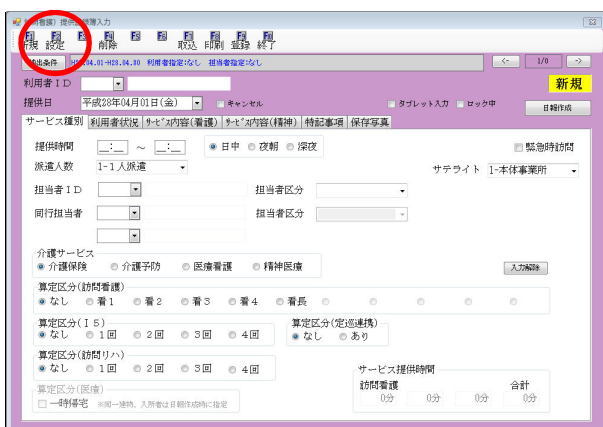 (訪問看護) 提供記録簿入力
新規 設定 削除 取込 印刷 登録 終了
抽出条件 H28.04.01-H28.04.30 利用者指定:なし 担当者指定:なし <- 1/0 ->
利用者ID 新規
提供日 平成28年04月01日(金) キャンセル タブレット入力 ロック中 日報作成
サービス種別 利用者状況 サービス内容(看護) サービス内容(精神) 特記事項 保存写真
提供時間 __:__ ～ __:__ 日中 夜朝 深夜 緊急時訪問
派遣人数 1-1人派遣 サテライト 1-本体事業所
担当者ID 担当者区分
同行担当者 担当者区分
介護サービス
介護保険 介護予防 医療看護 精神医療 入力解除
算定区分(訪問看護)
なし 看1 看2 看3 看4 看長
算定区分(I5) 算定区分(定巡連携)
なし 1回 2回 3回 4回 なし あり
算定区分(訪問リハ)
なし 1回 2回 3回 4回
サービス提供時間
算定区分(医療) 訪問看護 合計
一時帰宅 ※同一建物、入所者は日報作成時に指定 0分 0分 0分 0分